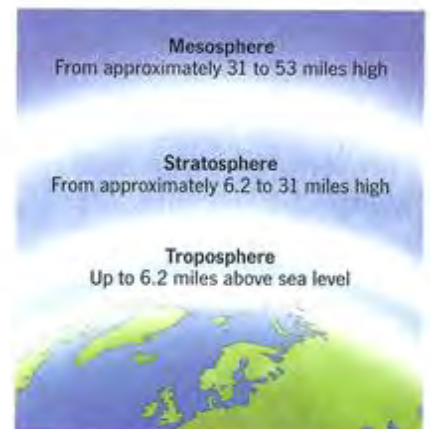 Mesosphere
From approximately 31 to 53 miles high
Stratosphere
From approximately 6.2 to 31 miles high
Troposphere
Up to 6.2 miles above sea level